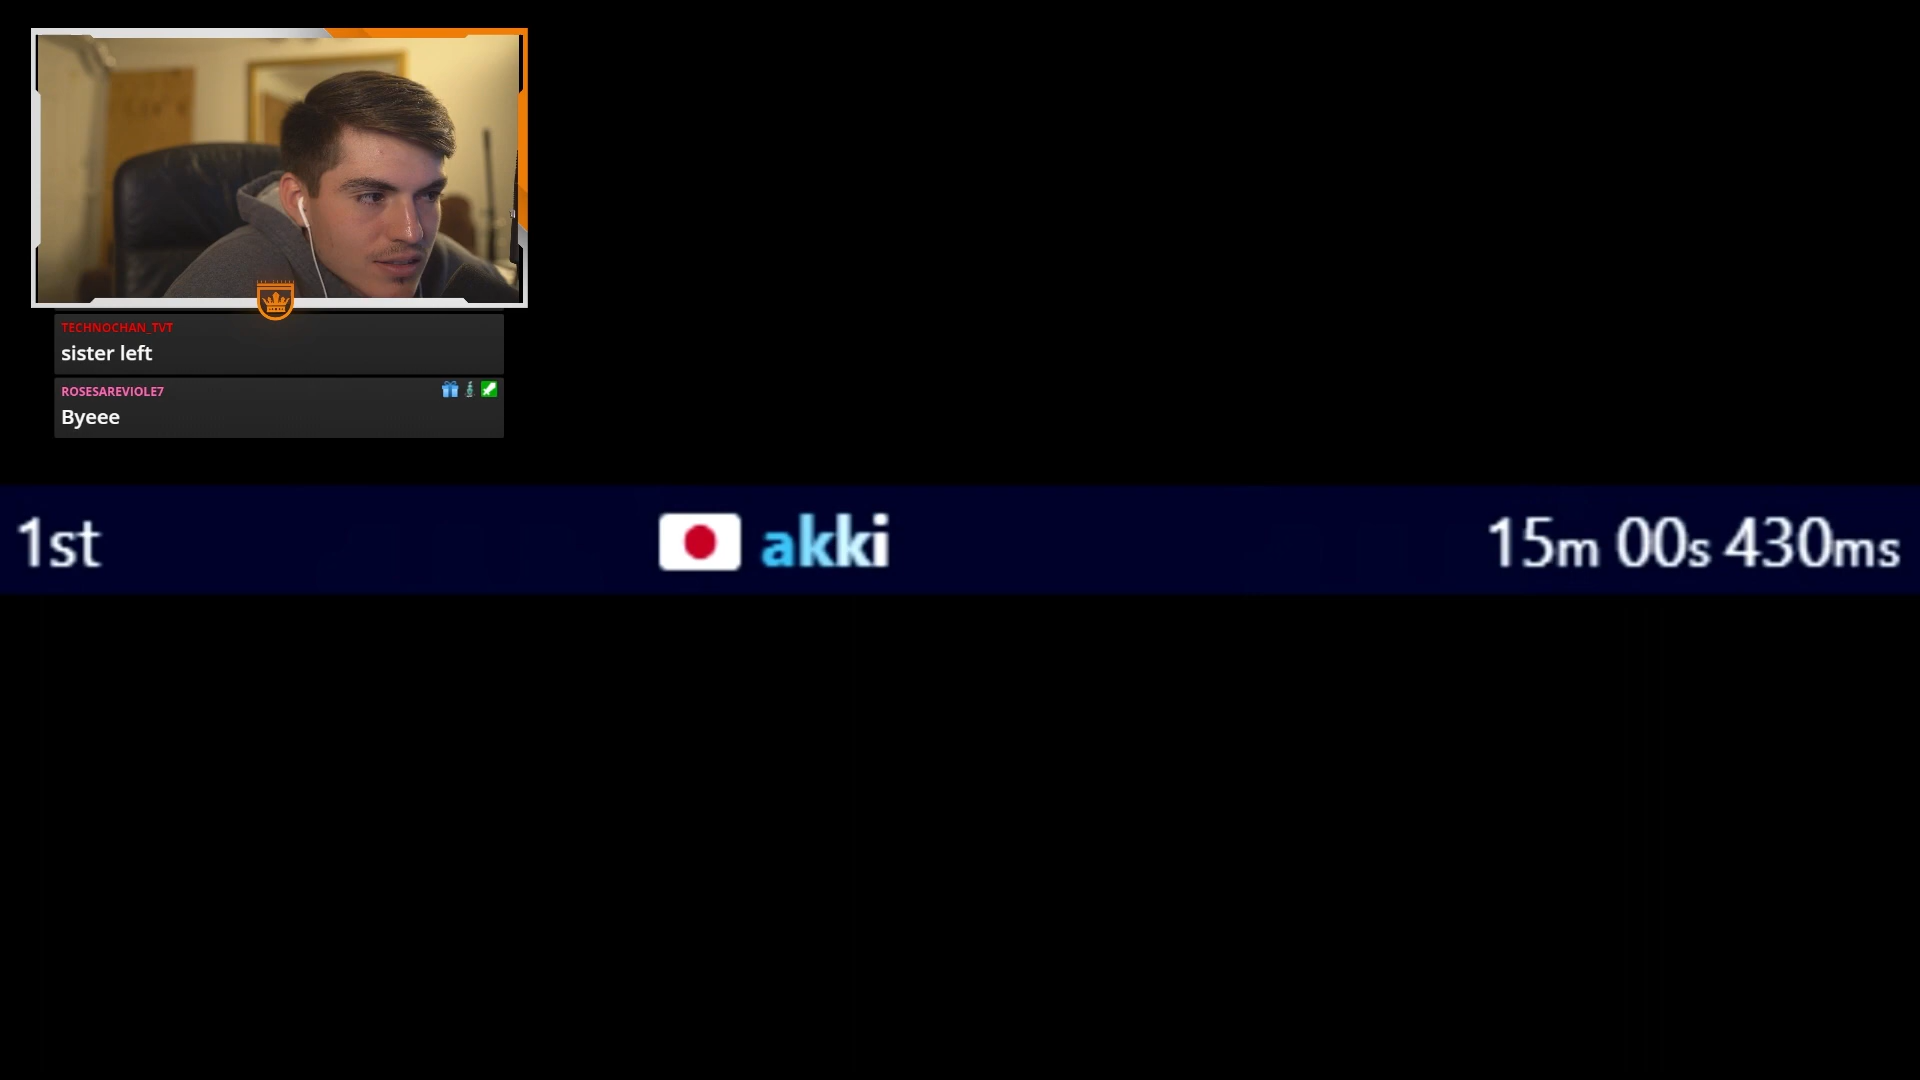 TECHNOCHAN_TVT
sister left
ROSESAREVIOLE7
Byeee
1st akki 15m 00s 430ms